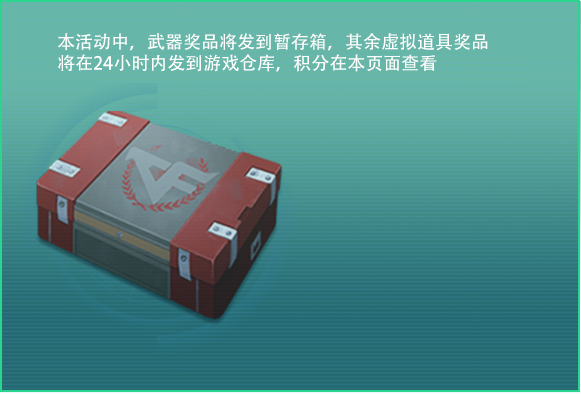 本活动中，武器奖品将发到暂存箱，其余虚拟道具奖品
将在24小时内发到游戏仓库，积分在本页面查看
CF